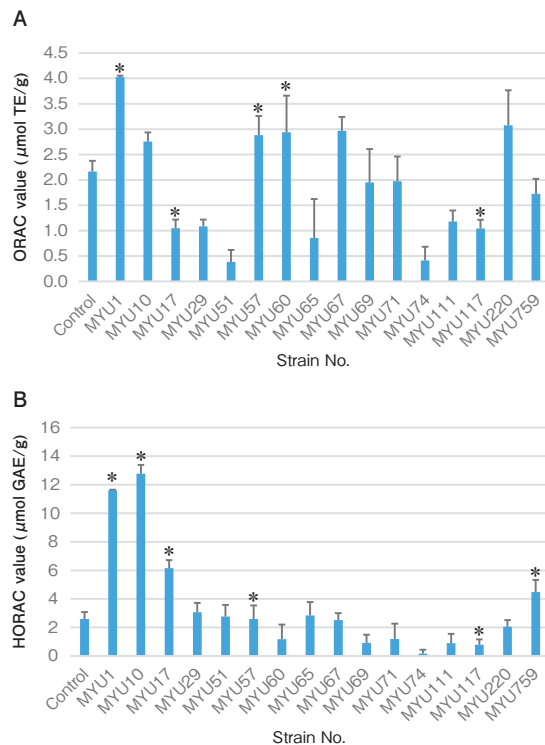 A
ORAC value (μmol TE/g)
4.5
4.0
3.5
3.0
2.5
2.0
1.5
1.0
0.5
0.0
* * * * *
Control MYU1 MYU10 MYU17 MYU29 MYU51 MYU57 MYU60 MYU65 MYU67 MYU69 MYU71 MYU74 MYU111 MYU117 MYU220 MYU759
Strain No.
B
HORAC value (μmol GAE/g)
16
14
12
10
8
6
4
2
0
* * * * * *
Control MYU1 MYU10 MYU17 MYU29 MYU51 MYU57 MYU60 MYU65 MYU67 MYU69 MYU71 MYU74 MYU111 MYU117 MYU220 MYU759
Strain No.